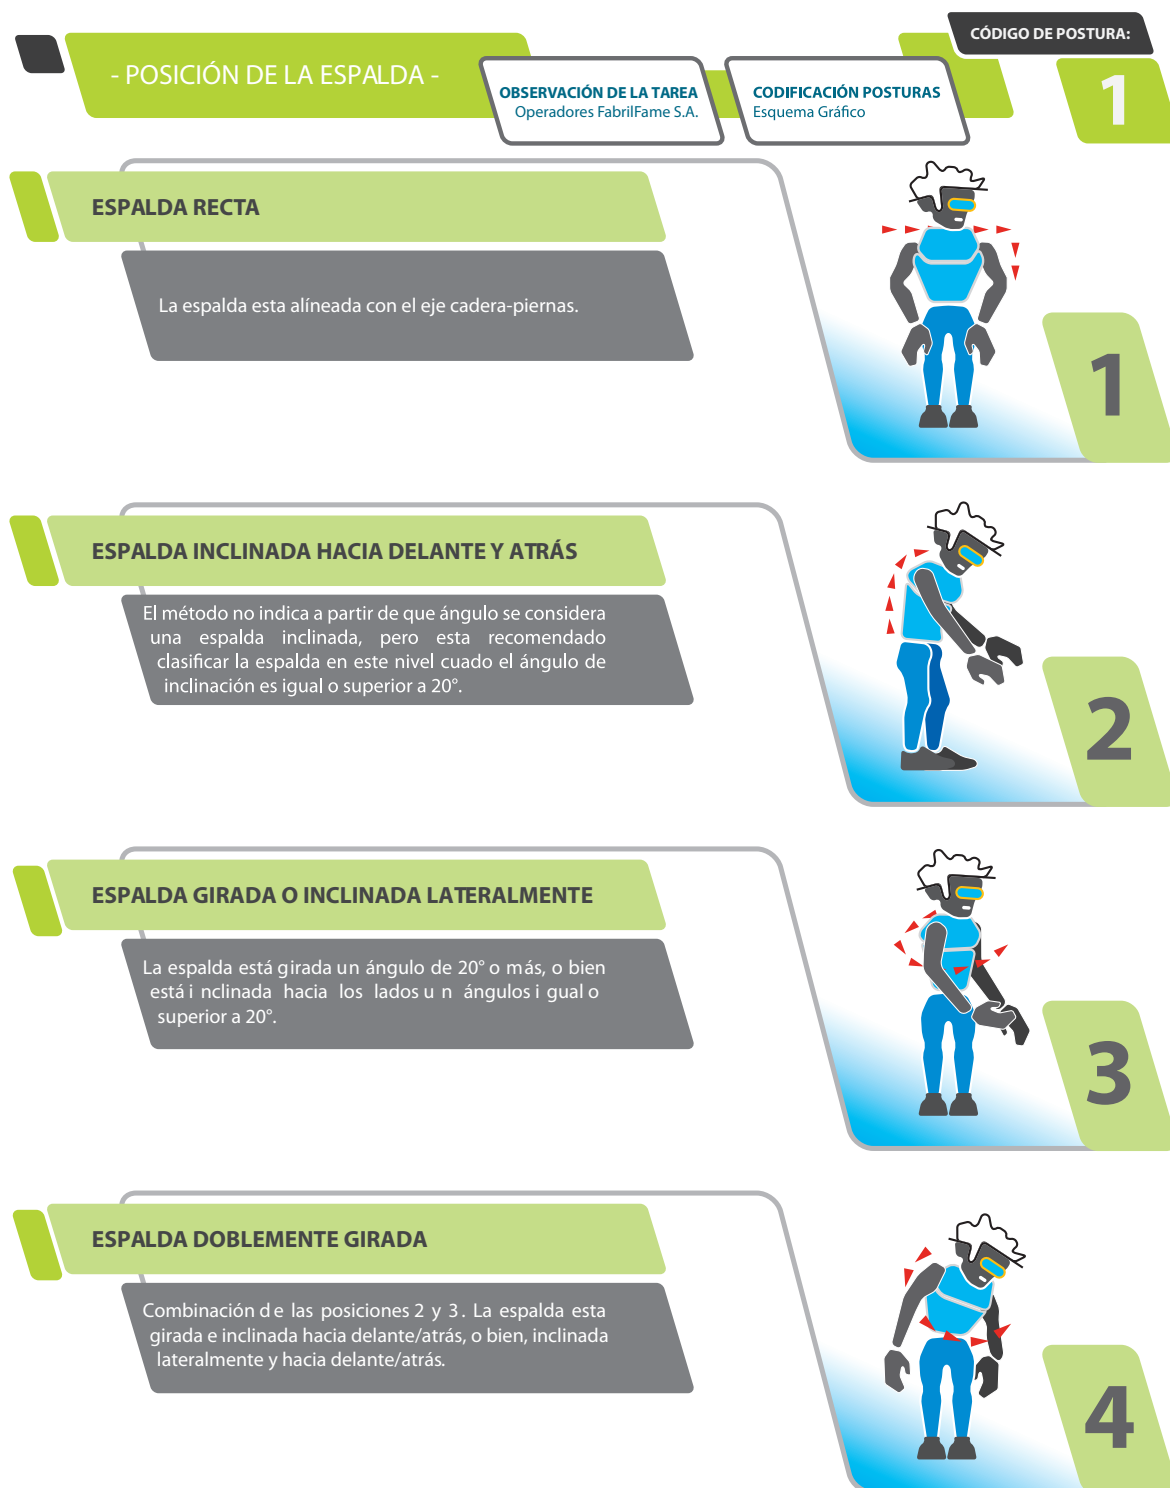 CÓDIGO DE POSTURA:
1
- POSICIÓN DE LA ESPALDA -
OBSERVACIÓN DE LA TAREA
Operadores FabrilFame S.A.
CODIFICACIÓN POSTURAS
Esquema Gráfico
ESPALDA RECTA
La espalda esta alíneada con el eje cadera-piernas.
1
ESPALDA INCLINADA HACIA DELANTE Y ATRÁS
El método no indica a partir de que ángulo se considera
una espalda inclinada, pero esta recomendado
clasificar la espalda en este nivel cuado el ángulo de
inclinación es igual o superior a 20°.
2
ESPALDA GIRADA O INCLINADA LATERALMENTE
La espalda está girada un ángulo de 20° o más, o bien
está i nclinada hacia los lados u n ángulos i gual o
superior a 20°.
3
ESPALDA DOBLEMENTE GIRADA
Combinación d e las posiciones 2 y 3. La espalda esta
girada e inclinada hacia delante/atrás, o bien, inclinada
lateralmente y hacia delante/atrás.
4